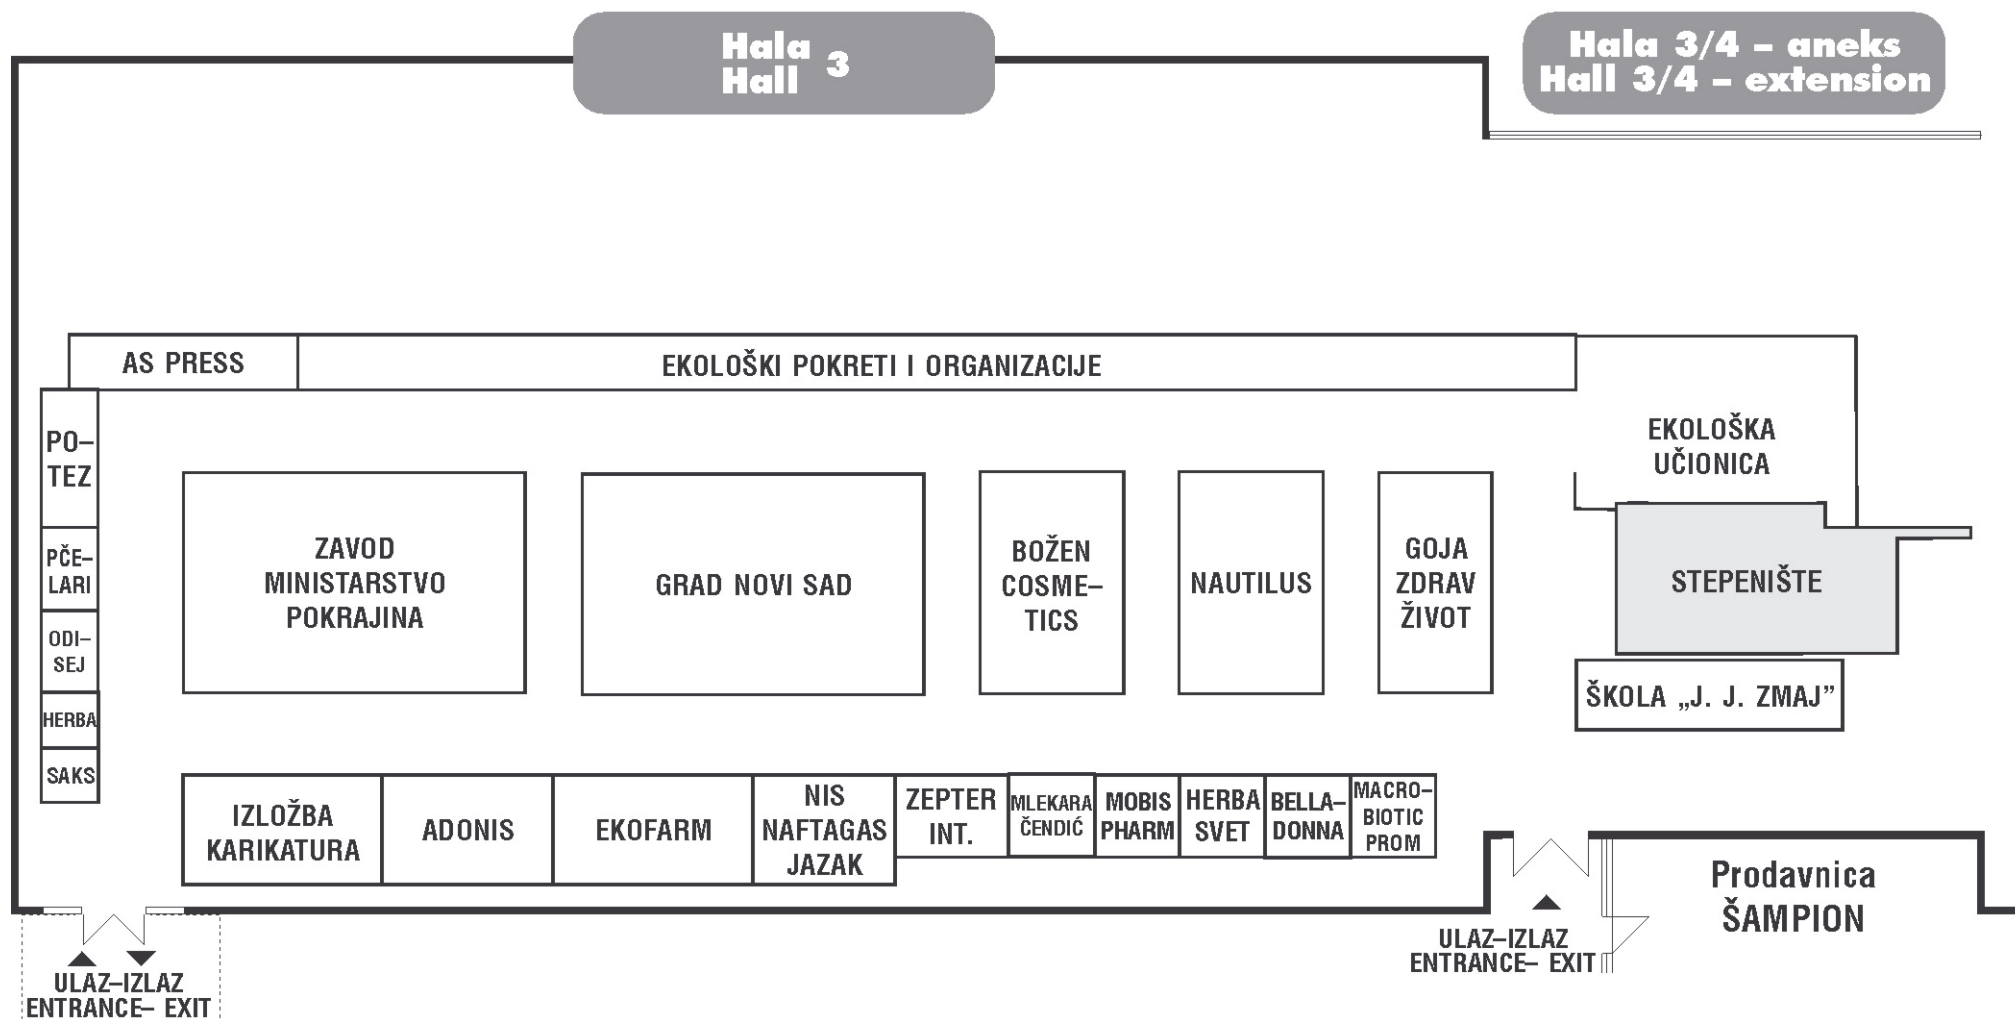 Hala
Hall 3
Hala 3/4 – aneks
Hall 3/4 – extension
AS PRESS
EKOLOŠKI POKRETI I ORGANIZACIJE
PO–
TEZ
PČE–
LARI
ODI–
SEJ
HERBA
SAKS
ZAVOD
MINISTARSTVO
POKRAJINA
GRAD NOVI SAD
BOŽEN
COSME–
TICS
NAUTILUS
GOJA
ZDRAV
ŽIVOT
EKOLOŠKA
UČIONICA
STEPENIŠTE
ŠKOLA „J. J. ZMAJ”
IZLOŽBA
KARIKATURA
ADONIS
EKOFARM
NIS
NAFTAGAS
JAZAK
ZEPTER
INT.
MLEKARA
ČENDIĆ
MOBIS
PHARM
HERBA
SVET
BELLA–
DONNA
MACRO–
BIOTIC
PROM
Prodavnica
ŠAMPION
ULAZ–IZLAZ
ENTRANCE– EXIT
ULAZ–IZLAZ
ENTRANCE– EXIT